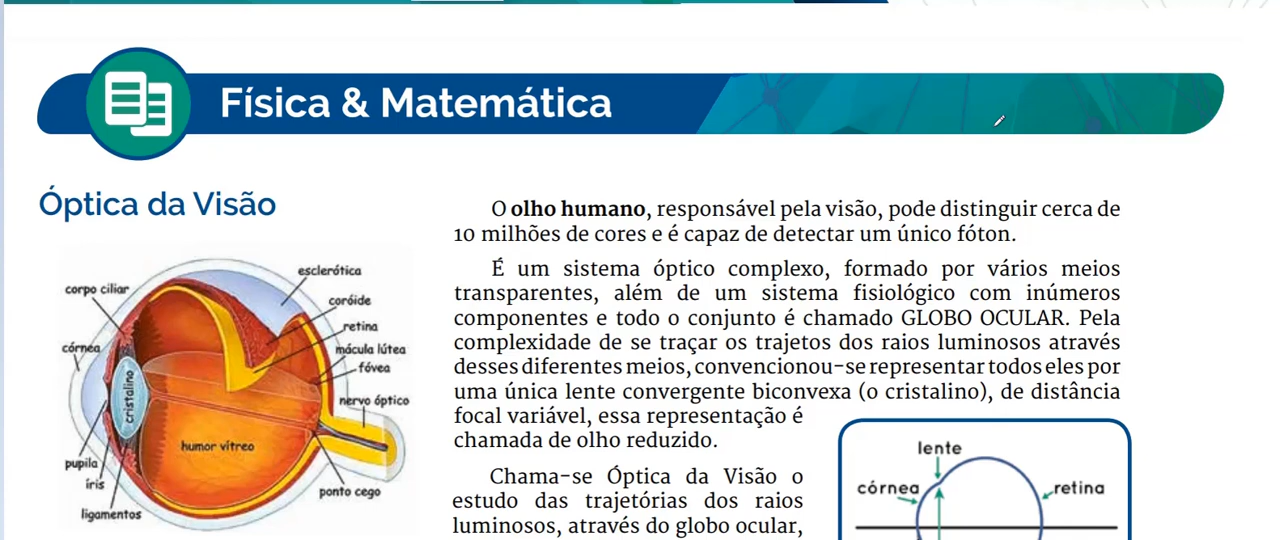 Física & Matemática
Óptica da Visão
esclerótica
corpo ciliar
coróide
retina
córnea
mácula lútea
fóvea
cristalino
nervo óptico
humor vítreo
pupila
íris
ponto cego
ligamentos
O olho humano, responsável pela visão, pode distinguir cerca de
10 milhões de cores e é capaz de detectar um único fóton.
É um sistema óptico complexo, formado por vários meios
transparentes, além de um sistema fisiológico com inúmeros
componentes e todo o conjunto é chamado GLOBO OCULAR. Pela
complexidade de se traçar os trajetos dos raios luminosos através
desses diferentes meios, convencionou-se representar todos eles por
uma única lente convergente biconvexa (o cristalino), de distância
focal variável, essa representação é
chamada de olho reduzido.
Chama-se Óptica da Visão o
estudo das trajetórias dos raios
luminosos, através do globo ocular,
lente
córnea
retina